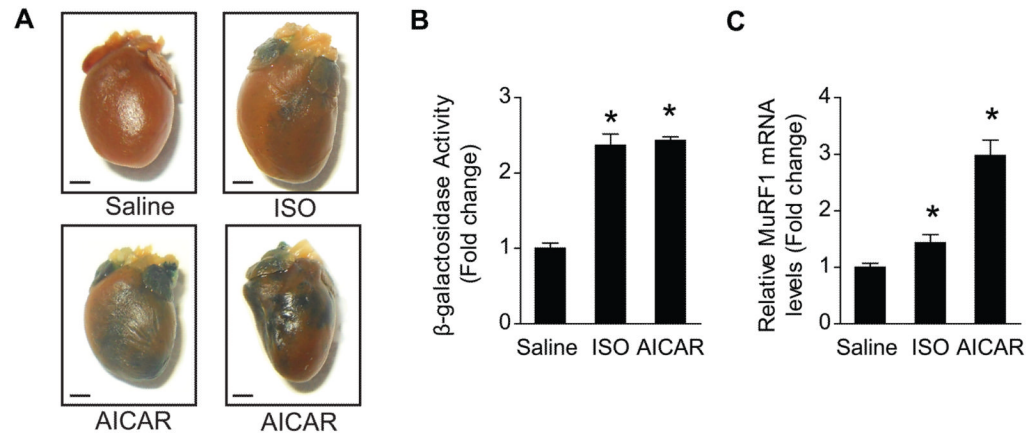 A
Saline
ISO
AICAR
AICAR
B
β-galactosidase Activity
(Fold change)
3
2
1
0
*
*
Saline
ISO
AICAR
C
Relative MuRF1 mRNA
levels (Fold change)
4
3
2
1
0
*
*
Saline
ISO
AICAR